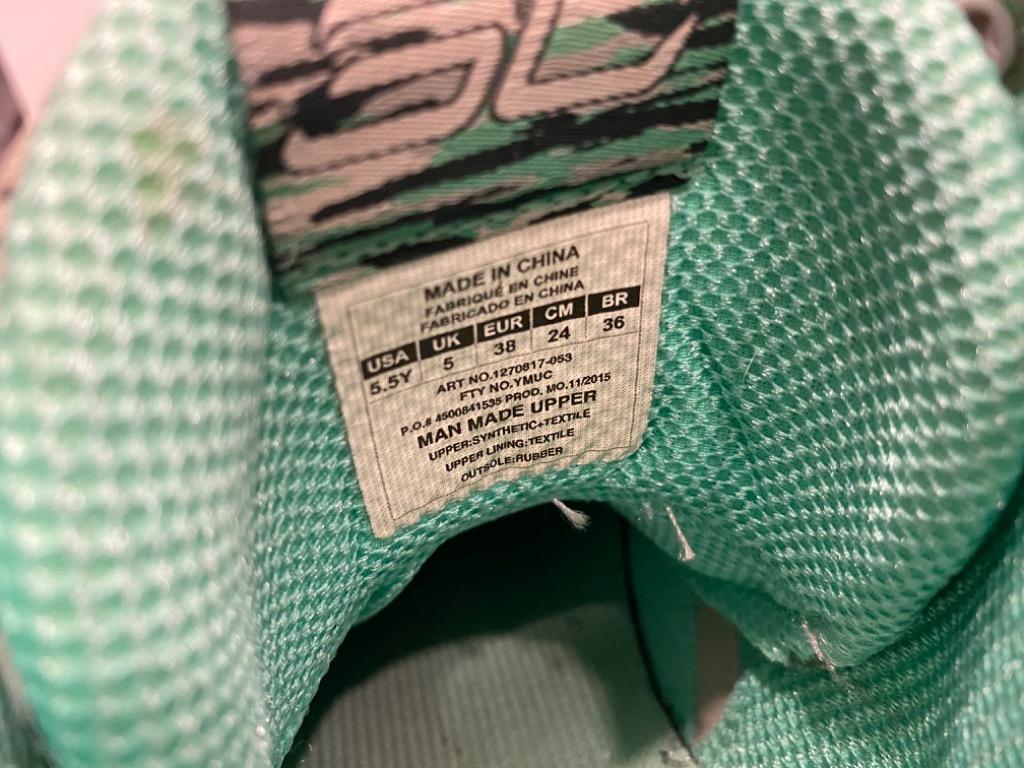 SC
MADE IN CHINA
FABRIQUÉ EN CHINE
FABRICADO EN CHINA
USA UK EUR CM BR
5.5Y 5 38 24 36
ART NO.1270817-053
FTY NO.YMUC
P.O.# 4500841535 PROD. MO.11/2015
MAN MADE UPPER
UPPER:SYNTHETIC+TEXTILE
UPPER LINING:TEXTILE
OUTSOLE:RUBBER